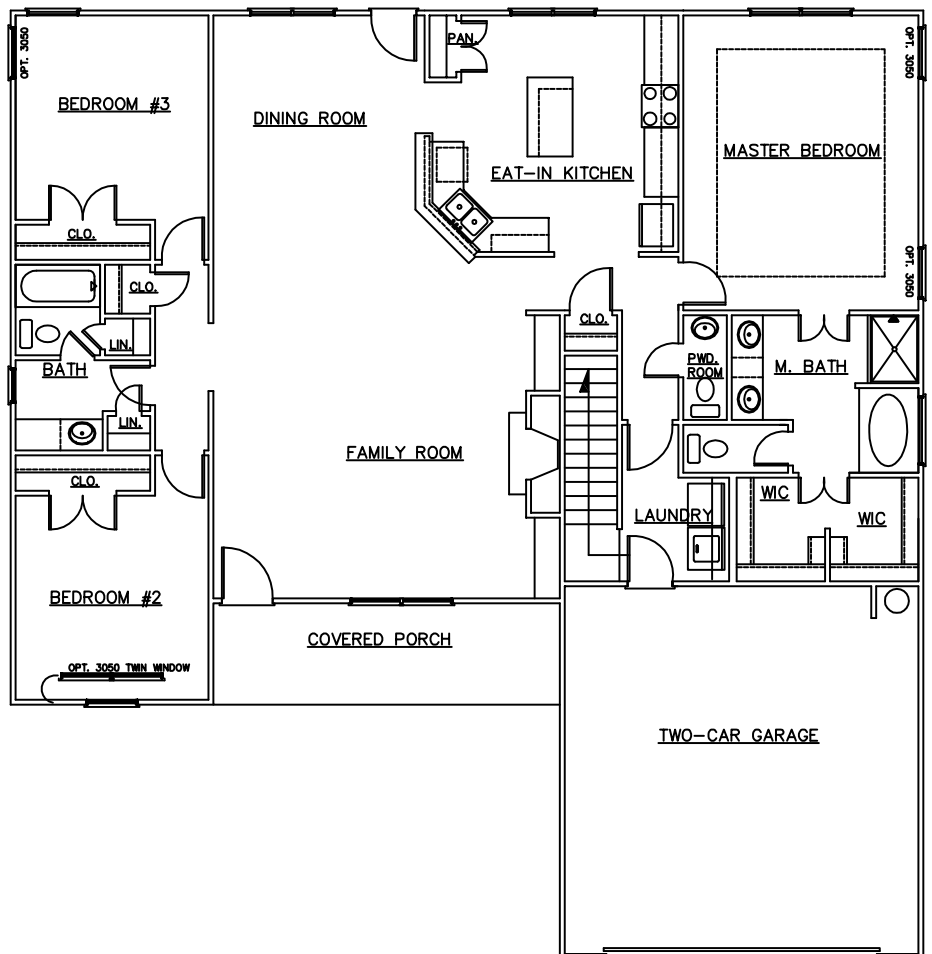 OPT. 3050
PAN.
OPT. 3050
BEDROOM #3
DINING ROOM
MASTER BEDROOM
EAT-IN KITCHEN
CLO.
OPT. 3050
CLO.
CLO.
LIN.
PWD.
ROOM
M. BATH
BATH
LIN.
FAMILY ROOM
CLO.
WIC
LAUNDRY
WIC
BEDROOM #2
COVERED PORCH
OPT. 3050 TWIN WINDOW
TWO-CAR GARAGE